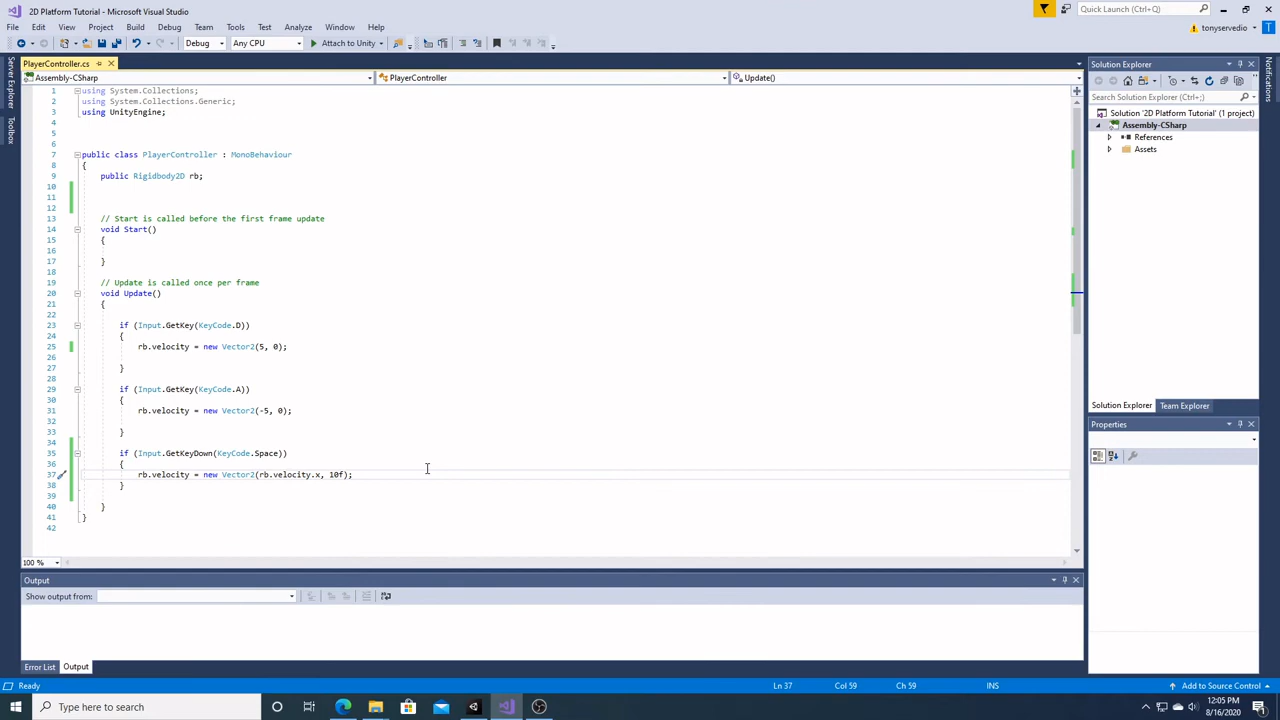 2D Platform Tutorial - Microsoft Visual Studio
Quick Launch (Ctrl+Q)
File Edit View Project Build Debug Team Tools Test Analyze Window Help
tonyservedio
T
Debug Any CPU Attach to Unity
Server Explorer
Toolbox
Notifications
PlayerController.cs
Assembly-CSharp PlayerController Update()
1 using System.Collections;
2 using System.Collections.Generic;
3 using UnityEngine;
4
5
6
7 public class PlayerController : MonoBehaviour
8 {
9 public Rigidbody2D rb;
10
11
12
13 // Start is called before the first frame update
14 void Start()
15 {
16
17 }
18
19 // Update is called once per frame
20 void Update()
21 {
22
23 if (Input.GetKey(KeyCode.D))
24 {
25 rb.velocity = new Vector2(5, 0);
26
27 }
28
29 if (Input.GetKey(KeyCode.A))
30 {
31 rb.velocity = new Vector2(-5, 0);
32
33 }
34
35 if (Input.GetKeyDown(KeyCode.Space))
36 {
37 rb.velocity = new Vector2(rb.velocity.x, 10f);
38 }
39
40 }
41 }
42
100 %
Solution Explorer
Search Solution Explorer (Ctrl+;)
Solution '2D Platform Tutorial' (1 project)
Assembly-CSharp
References
Assets
Solution Explorer Team Explorer
Properties
Output
Show output from:
Error List Output
Ready Ln 37 Col 59 Ch 59 INS Add to Source Control
Type here to search
12:05 PM
8/16/2020
1